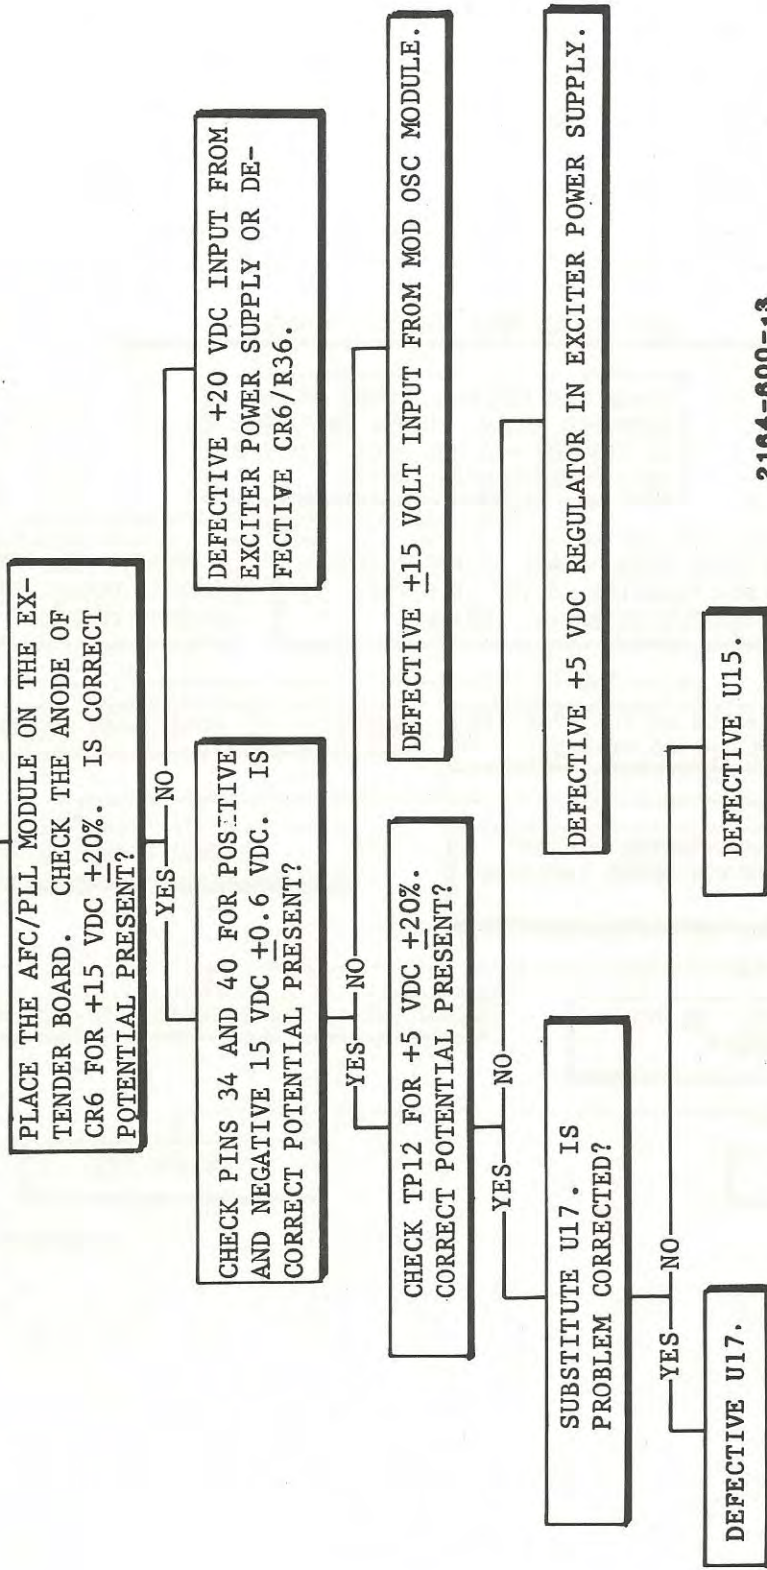 PLACE THE AFC/PLL MODULE ON THE EX-
TENDER BOARD. CHECK THE ANODE OF
CR6 FOR +15 VDC ±20%. IS CORRECT
POTENTIAL PRESENT?
YES
NO
CHECK PINS 34 AND 40 FOR POSITIVE
AND NEGATIVE 15 VDC ±0.6 VDC. IS
CORRECT POTENTIAL PRESENT?
DEFECTIVE +20 VDC INPUT FROM
EXCITER POWER SUPPLY OR DE-
FECTIVE CR6/R36.
YES
NO
CHECK TP12 FOR +5 VDC ±20%.
CORRECT POTENTIAL PRESENT?
DEFECTIVE ±15 VOLT INPUT FROM MOD OSC MODULE.
YES
NO
SUBSTITUTE U17. IS
PROBLEM CORRECTED?
DEFECTIVE +5 VDC REGULATOR IN EXCITER POWER SUPPLY.
YES
NO
DEFECTIVE U17.
DEFECTIVE U15.
2164-600-13